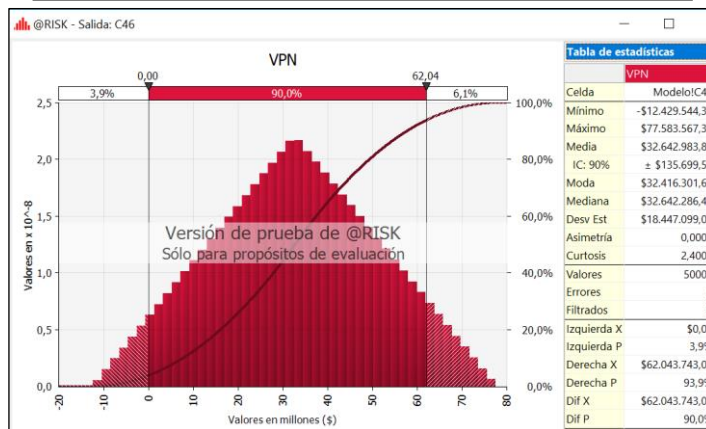 @RISK - Salida: C46
VPN
0,00 62,04
3,9% 90,0% 6,1%
2,5
2,0
1,5
1,0
0,5
0,0
Valores en x 10^-8
100,0%
80,0%
60,0%
40,0%
20,0%
0,0%
Versión de prueba de @RISK
Sólo para propósitos de evaluación
-20 -10 0 10 20 30 40 50 60 70 80
Valores en millones ($)
Tabla de estadísticas
VPN
Celda Modelo!C4
Mínimo -$12.429.544,3
Máximo $77.583.567,3
Media $32.642.983,8
IC: 90% ± $135.699,5
Moda $32.416.301,6
Mediana $32.642.286,4
Desv Est $18.447.099,0
Asimetría 0,000
Curtosis 2,400
Valores 5000
Errores
Filtrados
Izquierda X $0,0
Izquierda P 3,9%
Derecha X $62.043.743,0
Derecha P 93,9%
Dif X $62.043.743,0
Dif P 90,0%